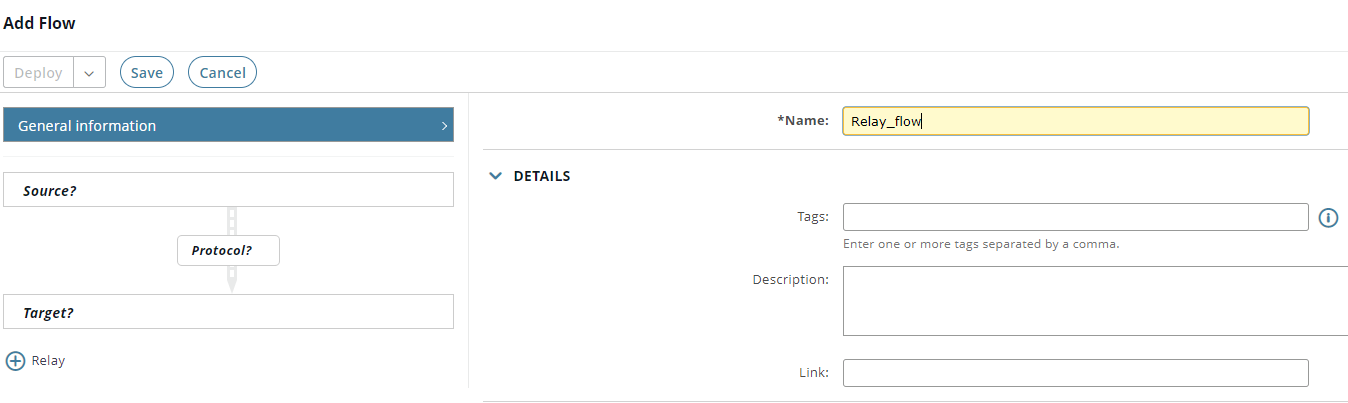 Add Flow
Deploy Save Cancel
General information
*Name: Relay_flow
DETAILS
Source?
Tags:
Enter one or more tags separated by a comma.
Protocol?
Description:
Target?
Relay
Link: